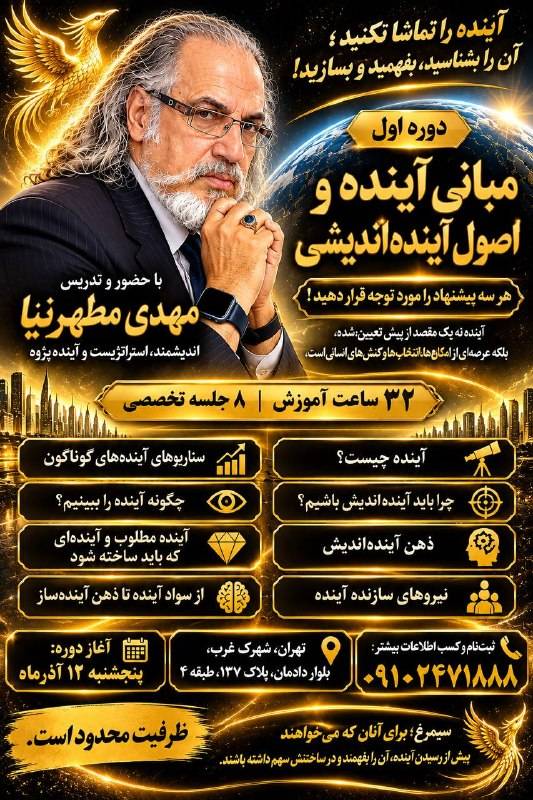 آینده را تماشا نکنید ؛
آن را بشناسید، بفهمید و بسازید!
دوره اول
مبانی آینده و
اصول آینده‌اندیشی
هر سه پیشنهاد را مورد توجه قرار دهید !
آینده نه یک مقصد از پیش تعیین‌شده،
بلکه عرصه‌ای از امکان‌ها، انتخاب‌ها و کنش‌های انسانی است.
با حضور و تدریس
مهدی مطهرنیا
اندیشمند، استراتژیست و آینده پژوه
۳۲ ساعت آموزش | ۸ جلسه تخصصی
آینده چیست؟
سناریوهای آینده‌های گوناگون
چرا باید آینده‌اندیش باشیم؟
چگونه آینده را ببینیم؟
ذهن آینده‌اندیش
آینده مطلوب و آینده‌ای
که باید ساخته شود
نیروهای سازنده آینده
از سواد آینده تا ذهن آینده‌ساز
ثبت‌نام و کسب اطلاعات بیشتر:
۰۹۱۰۲۴۷۱۸۸۸
تهران، شهرک غرب،
بلوار دادمان، پلاک ۱۳۷، طبقه ۴
آغاز دوره:
پنجشنبه ۱۲ آذرماه
سیمرغ؛ برای آنان که می‌خواهند
پیش از رسیدن آینده، آن را بفهمند و در ساختنش سهم داشته باشند.
ظرفیت محدود است.